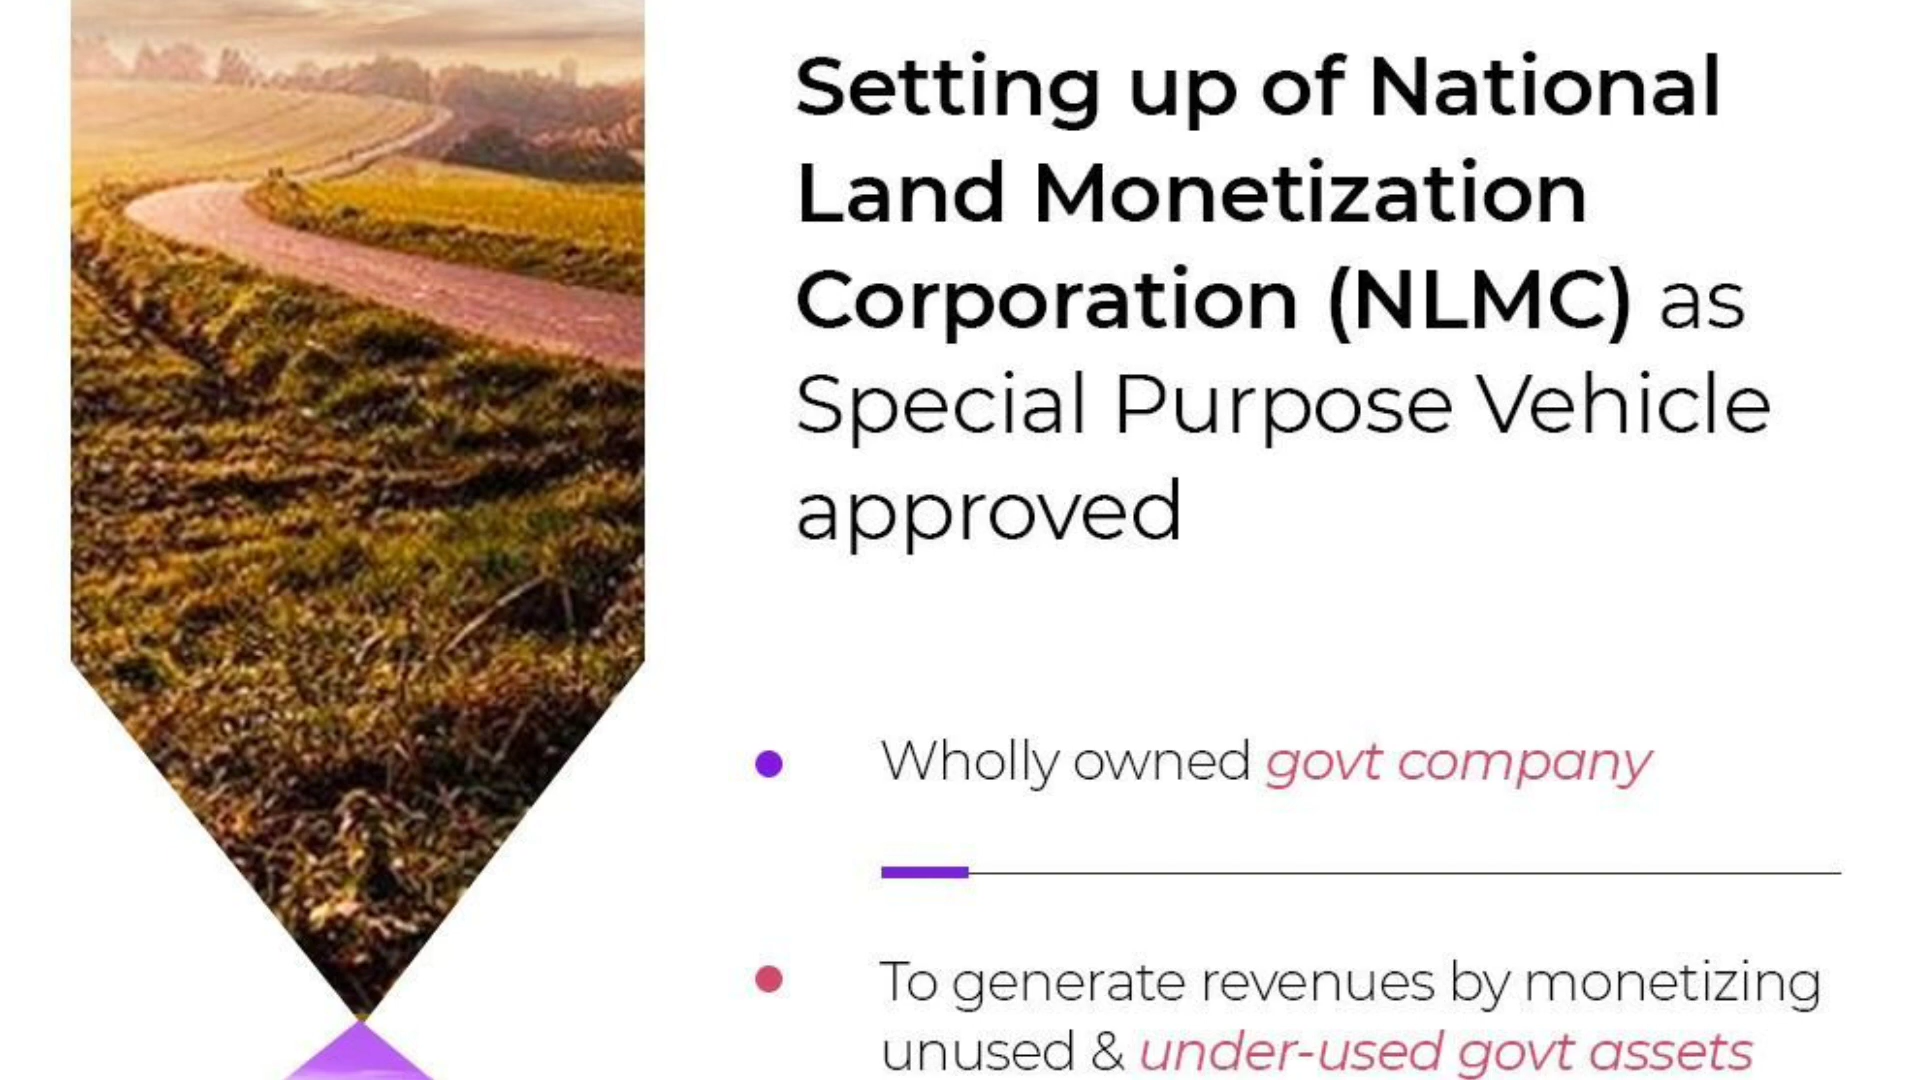 Setting up of National
Land Monetization
Corporation (NLMC) as
Special Purpose Vehicle
approved
Wholly owned govt company
To generate revenues by monetizing
unused & under-used govt assets